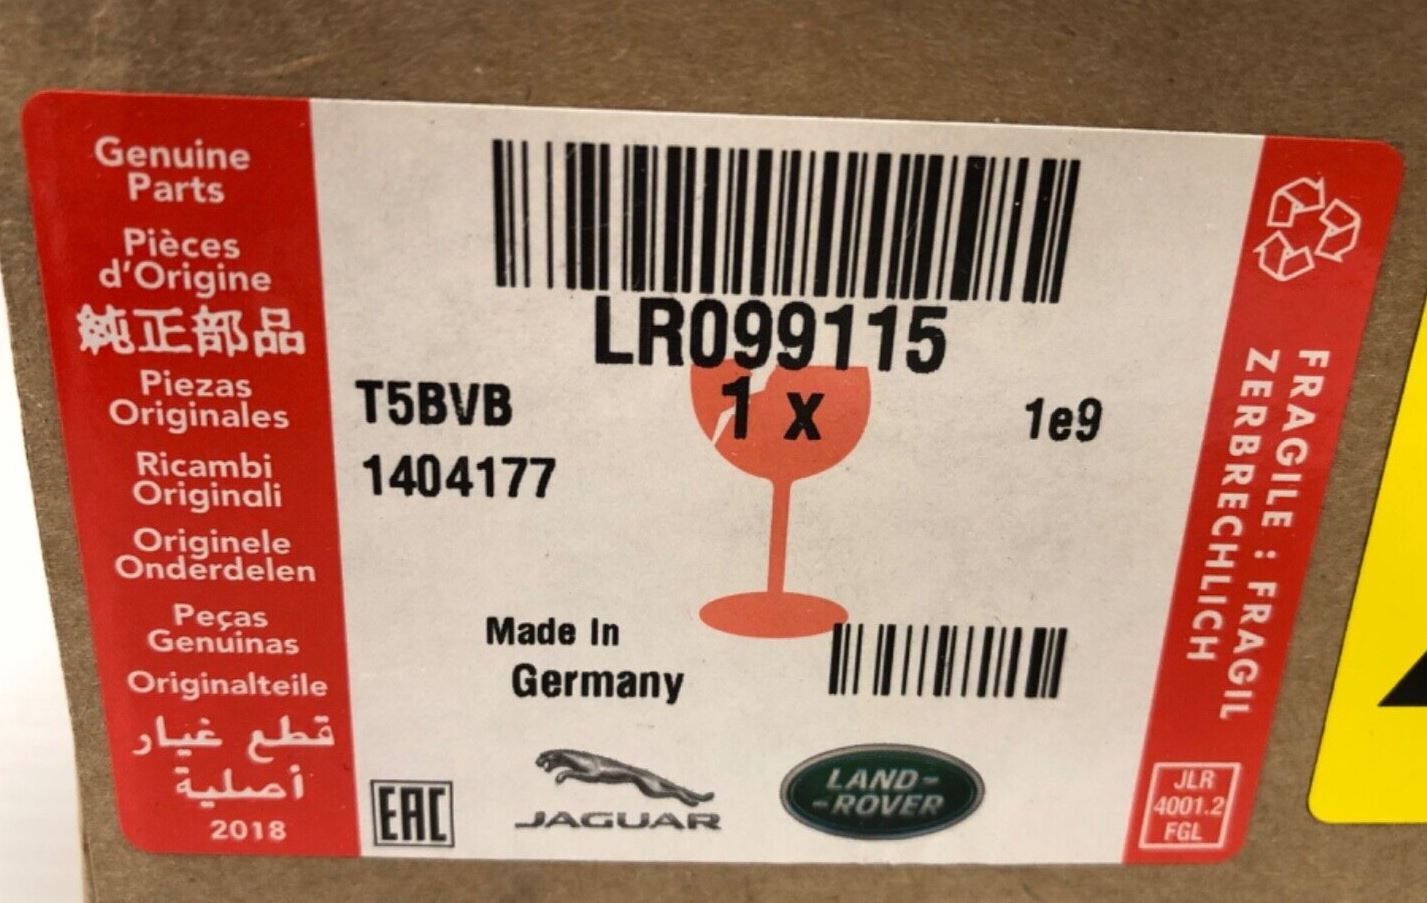 Genuine
Parts
Pièces
d'Origine
純正部品
Piezas
Originales
Ricambi
Originali
Originele
Onderdelen
Peças
Genuinas
Originalteile
قطع غيار
أصلية
2018
LR099115
T5BVB
1 x
1e9
1404177
Made In
Germany
EAC
JAGUAR
LAND-
-ROVER
FRAGILE : FRAGIL
ZERBRECHLICH
JLR
4001.2
FGL